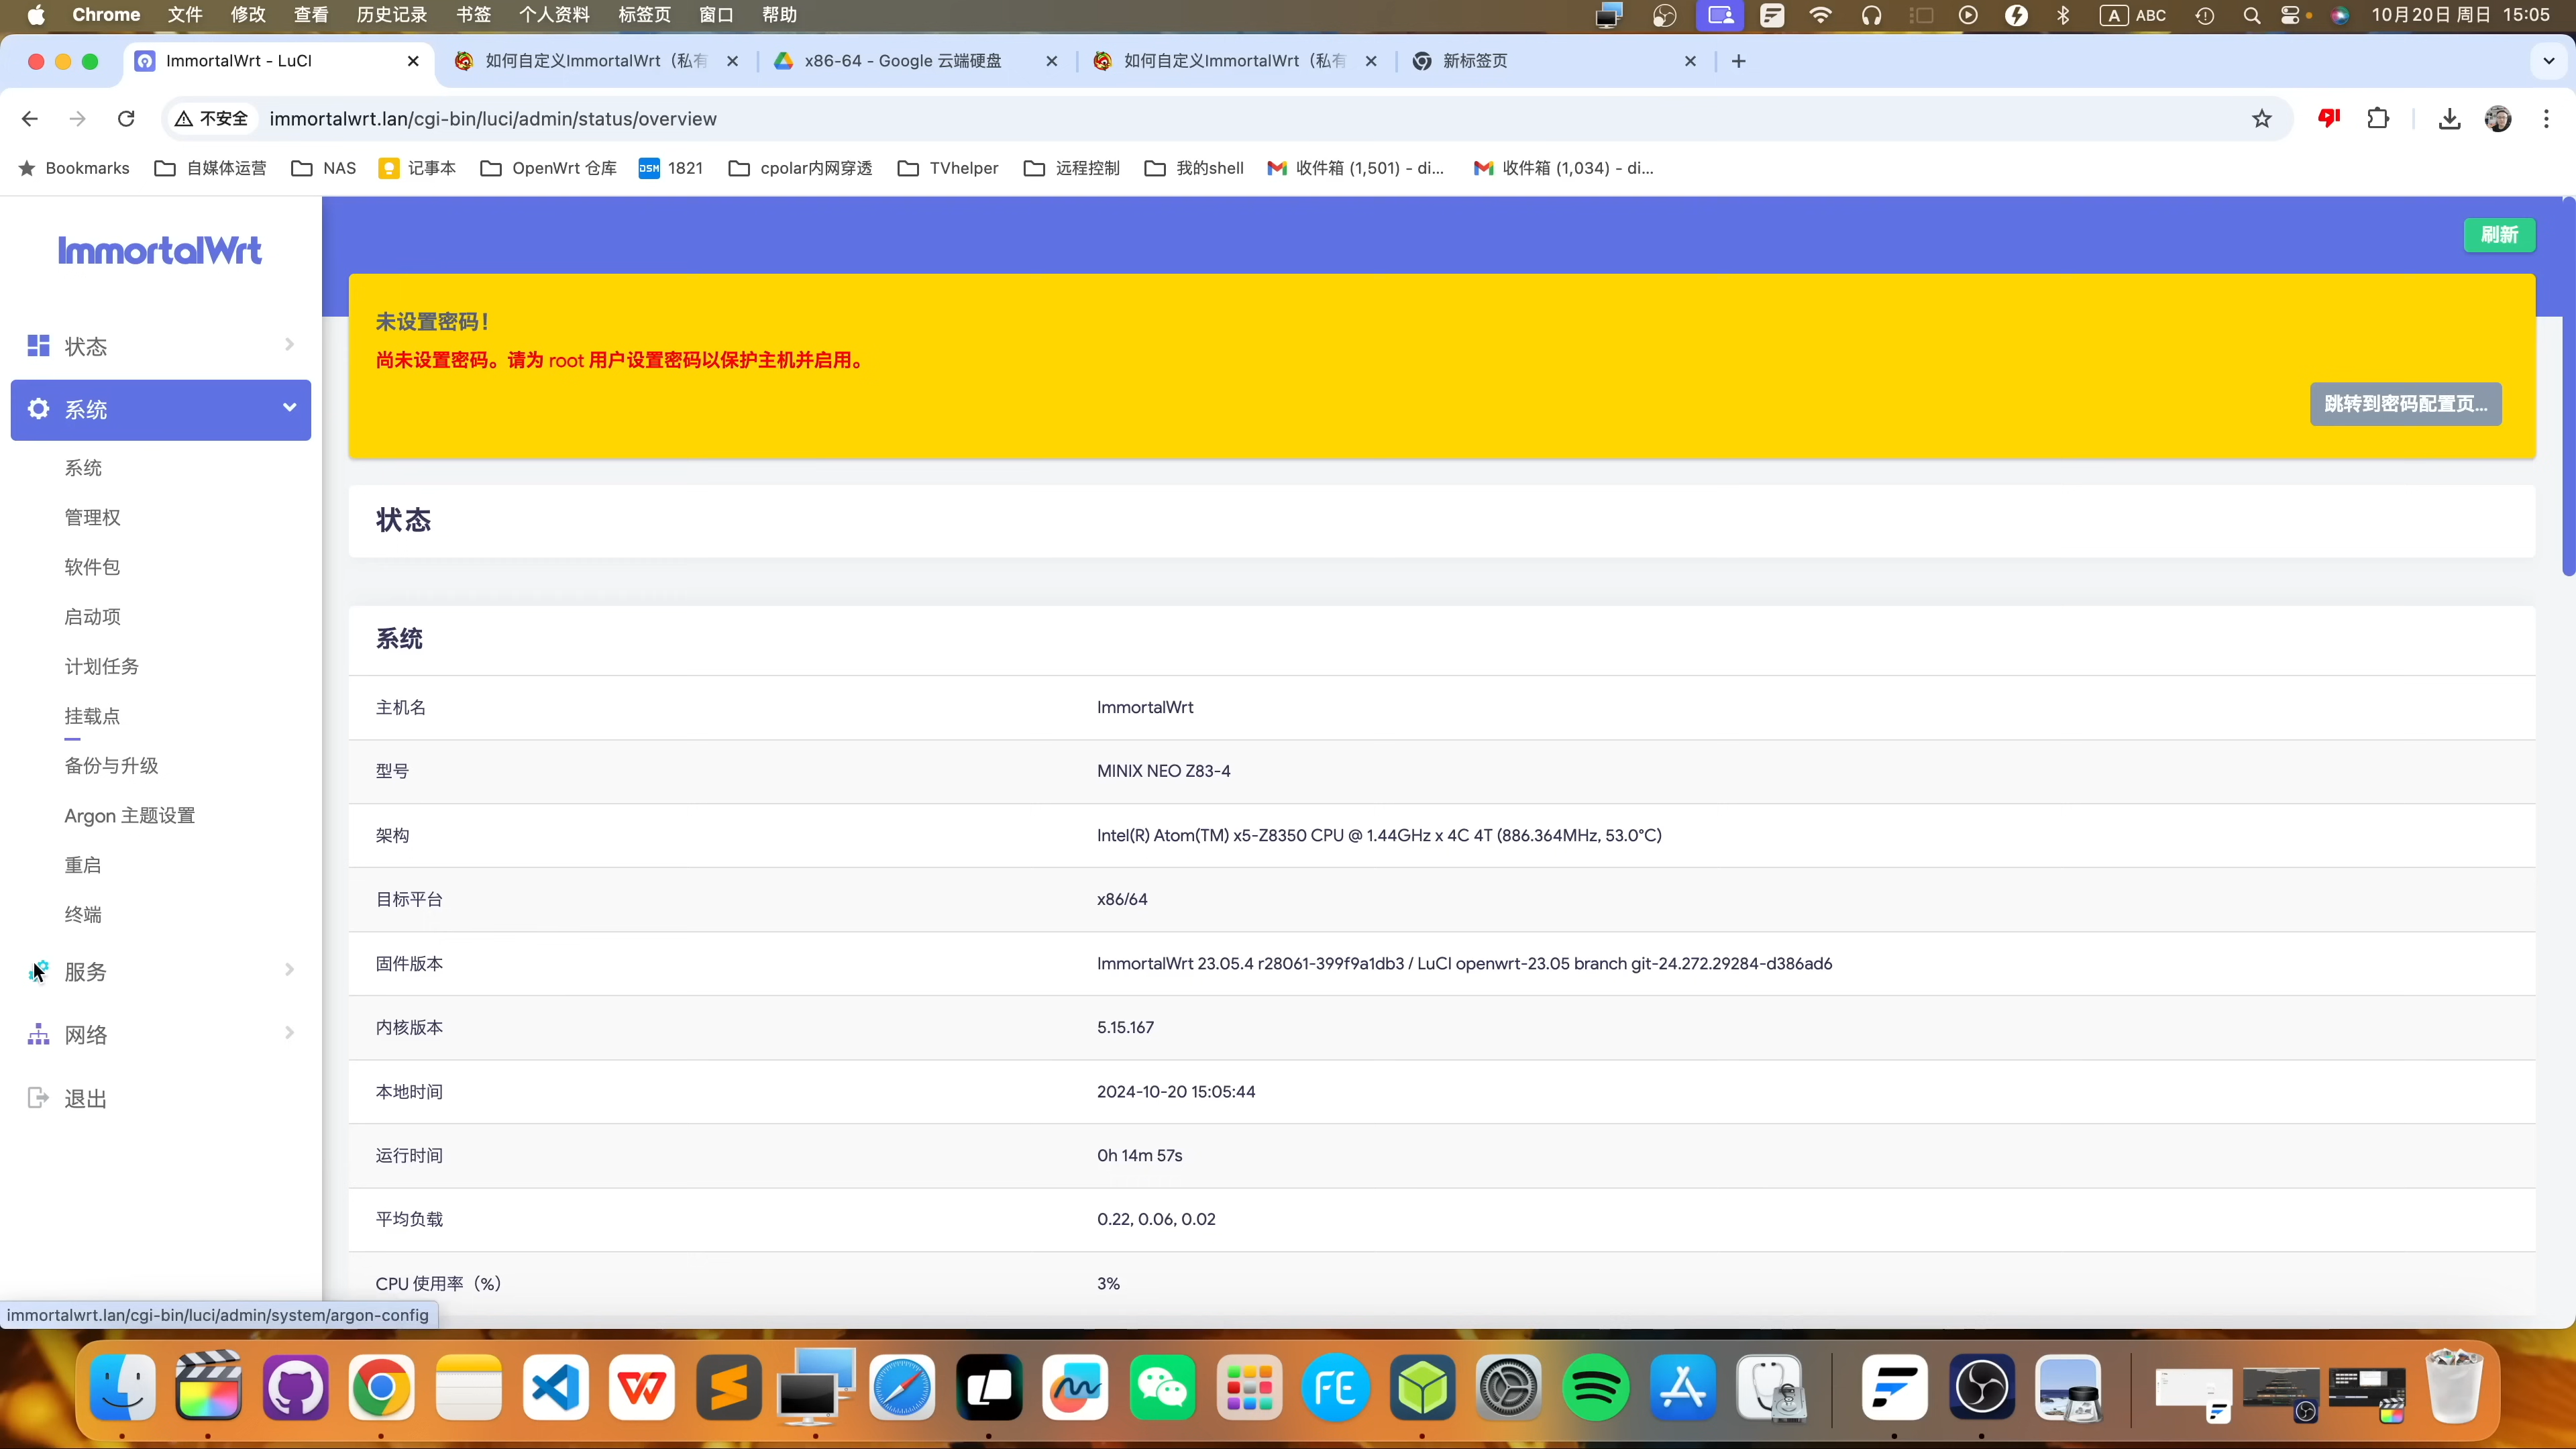 Chrome 文件 修改 查看 历史记录 书签 个人资料 标签页 窗口 帮助 A ABC 10月20日 周日 15:05
ImmortalWrt - LuCI 如何自定义ImmortalWrt（私有 x86-64 - Google 云端硬盘 如何自定义ImmortalWrt（私有 新标签页
不安全 immortalwrt.lan/cgi-bin/luci/admin/status/overview
Bookmarks 自媒体运营 NAS 记事本 OpenWrt 仓库 DSM 1821 cpolar内网穿透 TVhelper 远程控制 我的shell 收件箱 (1,501) - di... 收件箱 (1,034) - di...
ImmortalWrt
刷新
未设置密码！
尚未设置密码。请为 root 用户设置密码以保护主机并启用。
跳转到密码配置页...
状态
系统
系统
管理权
软件包
启动项
计划任务
挂载点
备份与升级
Argon 主题设置
重启
终端
服务
网络
退出
状态
系统
主机名 ImmortalWrt
型号 MINIX NEO Z83-4
架构 Intel(R) Atom(TM) x5-Z8350 CPU @ 1.44GHz x 4C 4T (886.364MHz, 53.0°C)
目标平台 x86/64
固件版本 ImmortalWrt 23.05.4 r28061-399f9a1db3 / LuCI openwrt-23.05 branch git-24.272.29284-d386ad6
内核版本 5.15.167
本地时间 2024-10-20 15:05:44
运行时间 0h 14m 57s
平均负载 0.22, 0.06, 0.02
CPU 使用率（%） 3%
immortalwrt.lan/cgi-bin/luci/admin/system/argon-config
FE